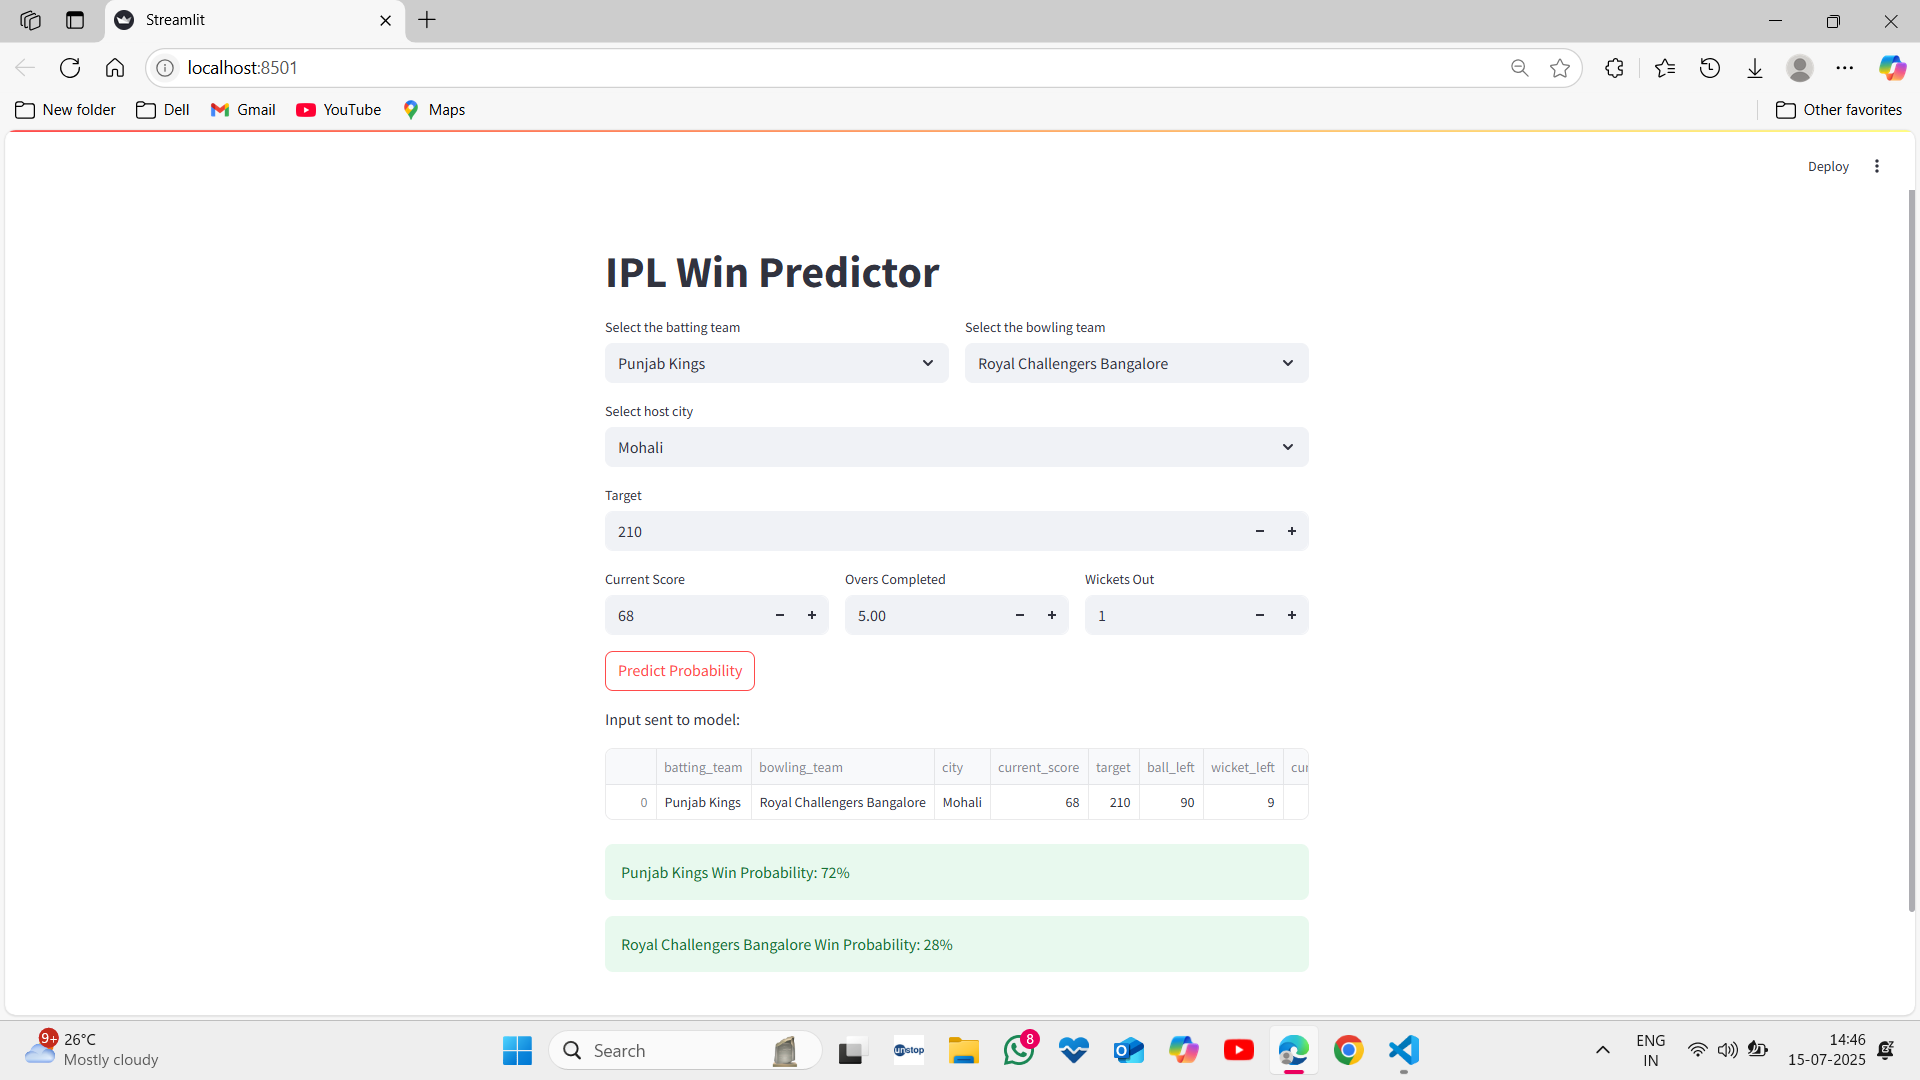 Streamlit
localhost:8501
New folder Dell Gmail YouTube Maps Other favorites
Deploy
IPL Win Predictor
Select the batting team Select the bowling team
Punjab Kings Royal Challengers Bangalore
Select host city
Mohali
Target
210
Current Score Overs Completed Wickets Out
68 5.00 1
Predict Probability
Input sent to model:
batting_team bowling_team city current_score target ball_left wicket_left cur
0 Punjab Kings Royal Challengers Bangalore Mohali 68 210 90 9
Punjab Kings Win Probability: 72%
Royal Challengers Bangalore Win Probability: 28%
9+ 26°C
Mostly cloudy
Search
unstop
8
ENG
IN
14:46
15-07-2025